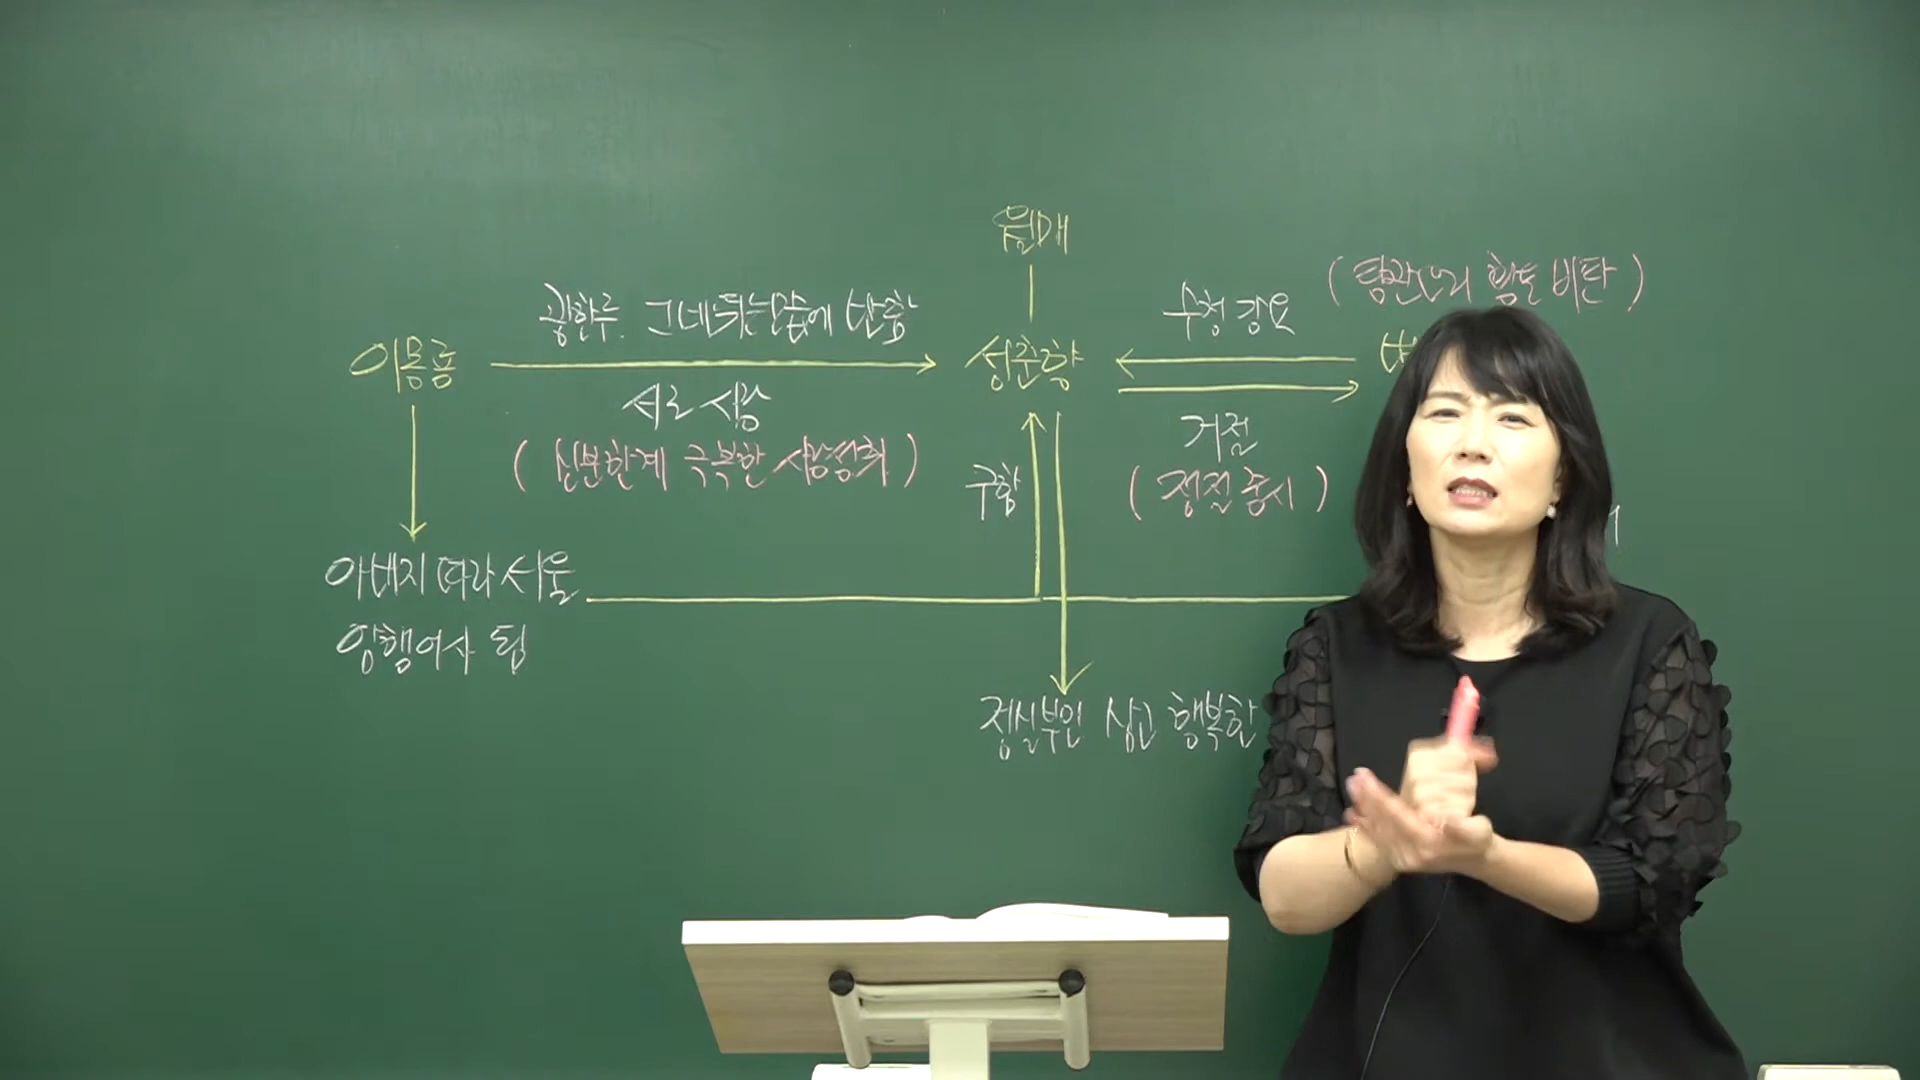 월매
( 탐관오리 횡포 비판 )
광한루 그네뛰는 모습에 반함
수청 강요
이몽룡
성춘향
서로 사랑
거절
( 신분한계 극복한 사랑성취 )
구함
( 정절 중시 )
아버지 따라 서울
암행어사 됨
정실부인 삼고 행복한